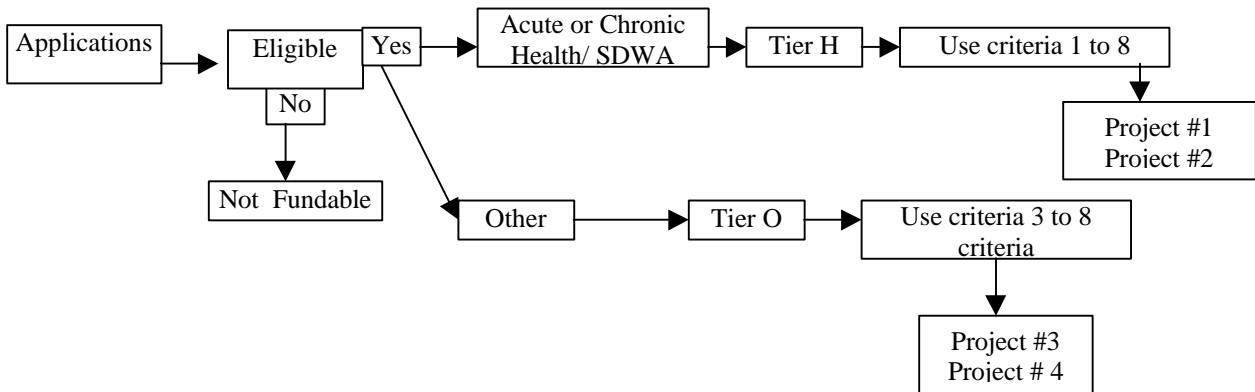 Applications
Eligible
Yes
No
Not Fundable
Acute or Chronic
Health/ SDWA
Tier H
Use criteria 1 to 8
Project #1
Project #2
Other
Tier O
Use criteria 3 to 8
criteria
Project #3
Project # 4